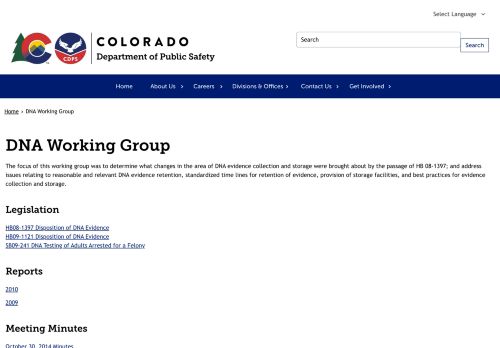 Select Language
COLORADO
Department of Public Safety
CDPS
Search
Search
Home
About Us
Careers
Divisions & Offices
Contact Us
Get Involved
Home › DNA Working Group
DNA Working Group
The focus of this working group was to determine what changes in the area of DNA evidence collection and storage were brought about by the passage of HB 08-1397; and address
issues relating to reasonable and relevant DNA evidence retention, standardized time lines for retention of evidence, provision of storage facilities, and best practices for evidence
collection and storage.
Legislation
HB08-1397 Disposition of DNA Evidence
HB09-1121 Disposition of DNA Evidence
SB09-241 DNA Testing of Adults Arrested for a Felony
Reports
2010
2009
Meeting Minutes
October 30, 2014 Minutes